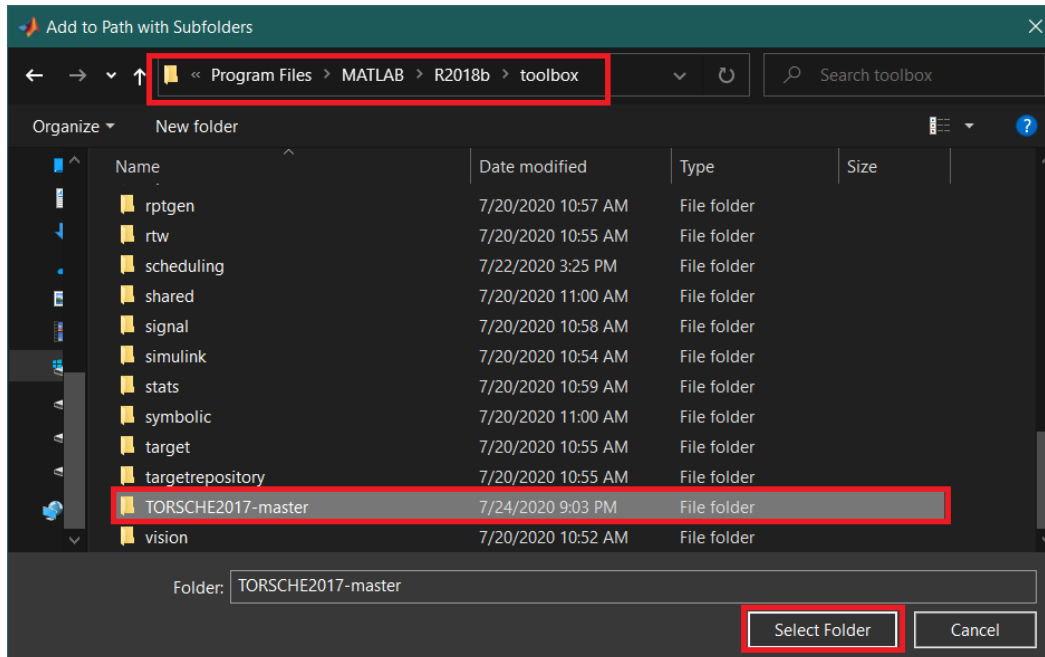 Add to Path with Subfolders
« Program Files > MATLAB > R2018b > toolbox
Search toolbox
Organize
New folder
Name Date modified Type Size
rptgen 7/20/2020 10:57 AM File folder
rtw 7/20/2020 10:55 AM File folder
scheduling 7/22/2020 3:25 PM File folder
shared 7/20/2020 11:00 AM File folder
signal 7/20/2020 10:58 AM File folder
simulink 7/20/2020 10:54 AM File folder
stats 7/20/2020 10:59 AM File folder
symbolic 7/20/2020 11:00 AM File folder
target 7/20/2020 10:55 AM File folder
targetrepository 7/20/2020 10:55 AM File folder
TORSCHE2017-master 7/24/2020 9:03 PM File folder
vision 7/20/2020 10:52 AM File folder
Folder: TORSCHE2017-master
Select Folder Cancel